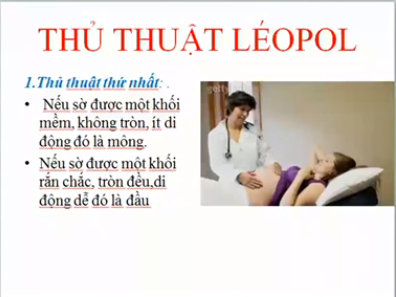 THỦ THUẬT LÉOPOL
1.Thủ thuật thứ nhất: .
• Nếu sờ được một khối
mềm, không tròn, ít di
động đó là mông.
• Nếu sờ được một khối
rắn chắc, tròn đều,di
động dễ đó là đầu